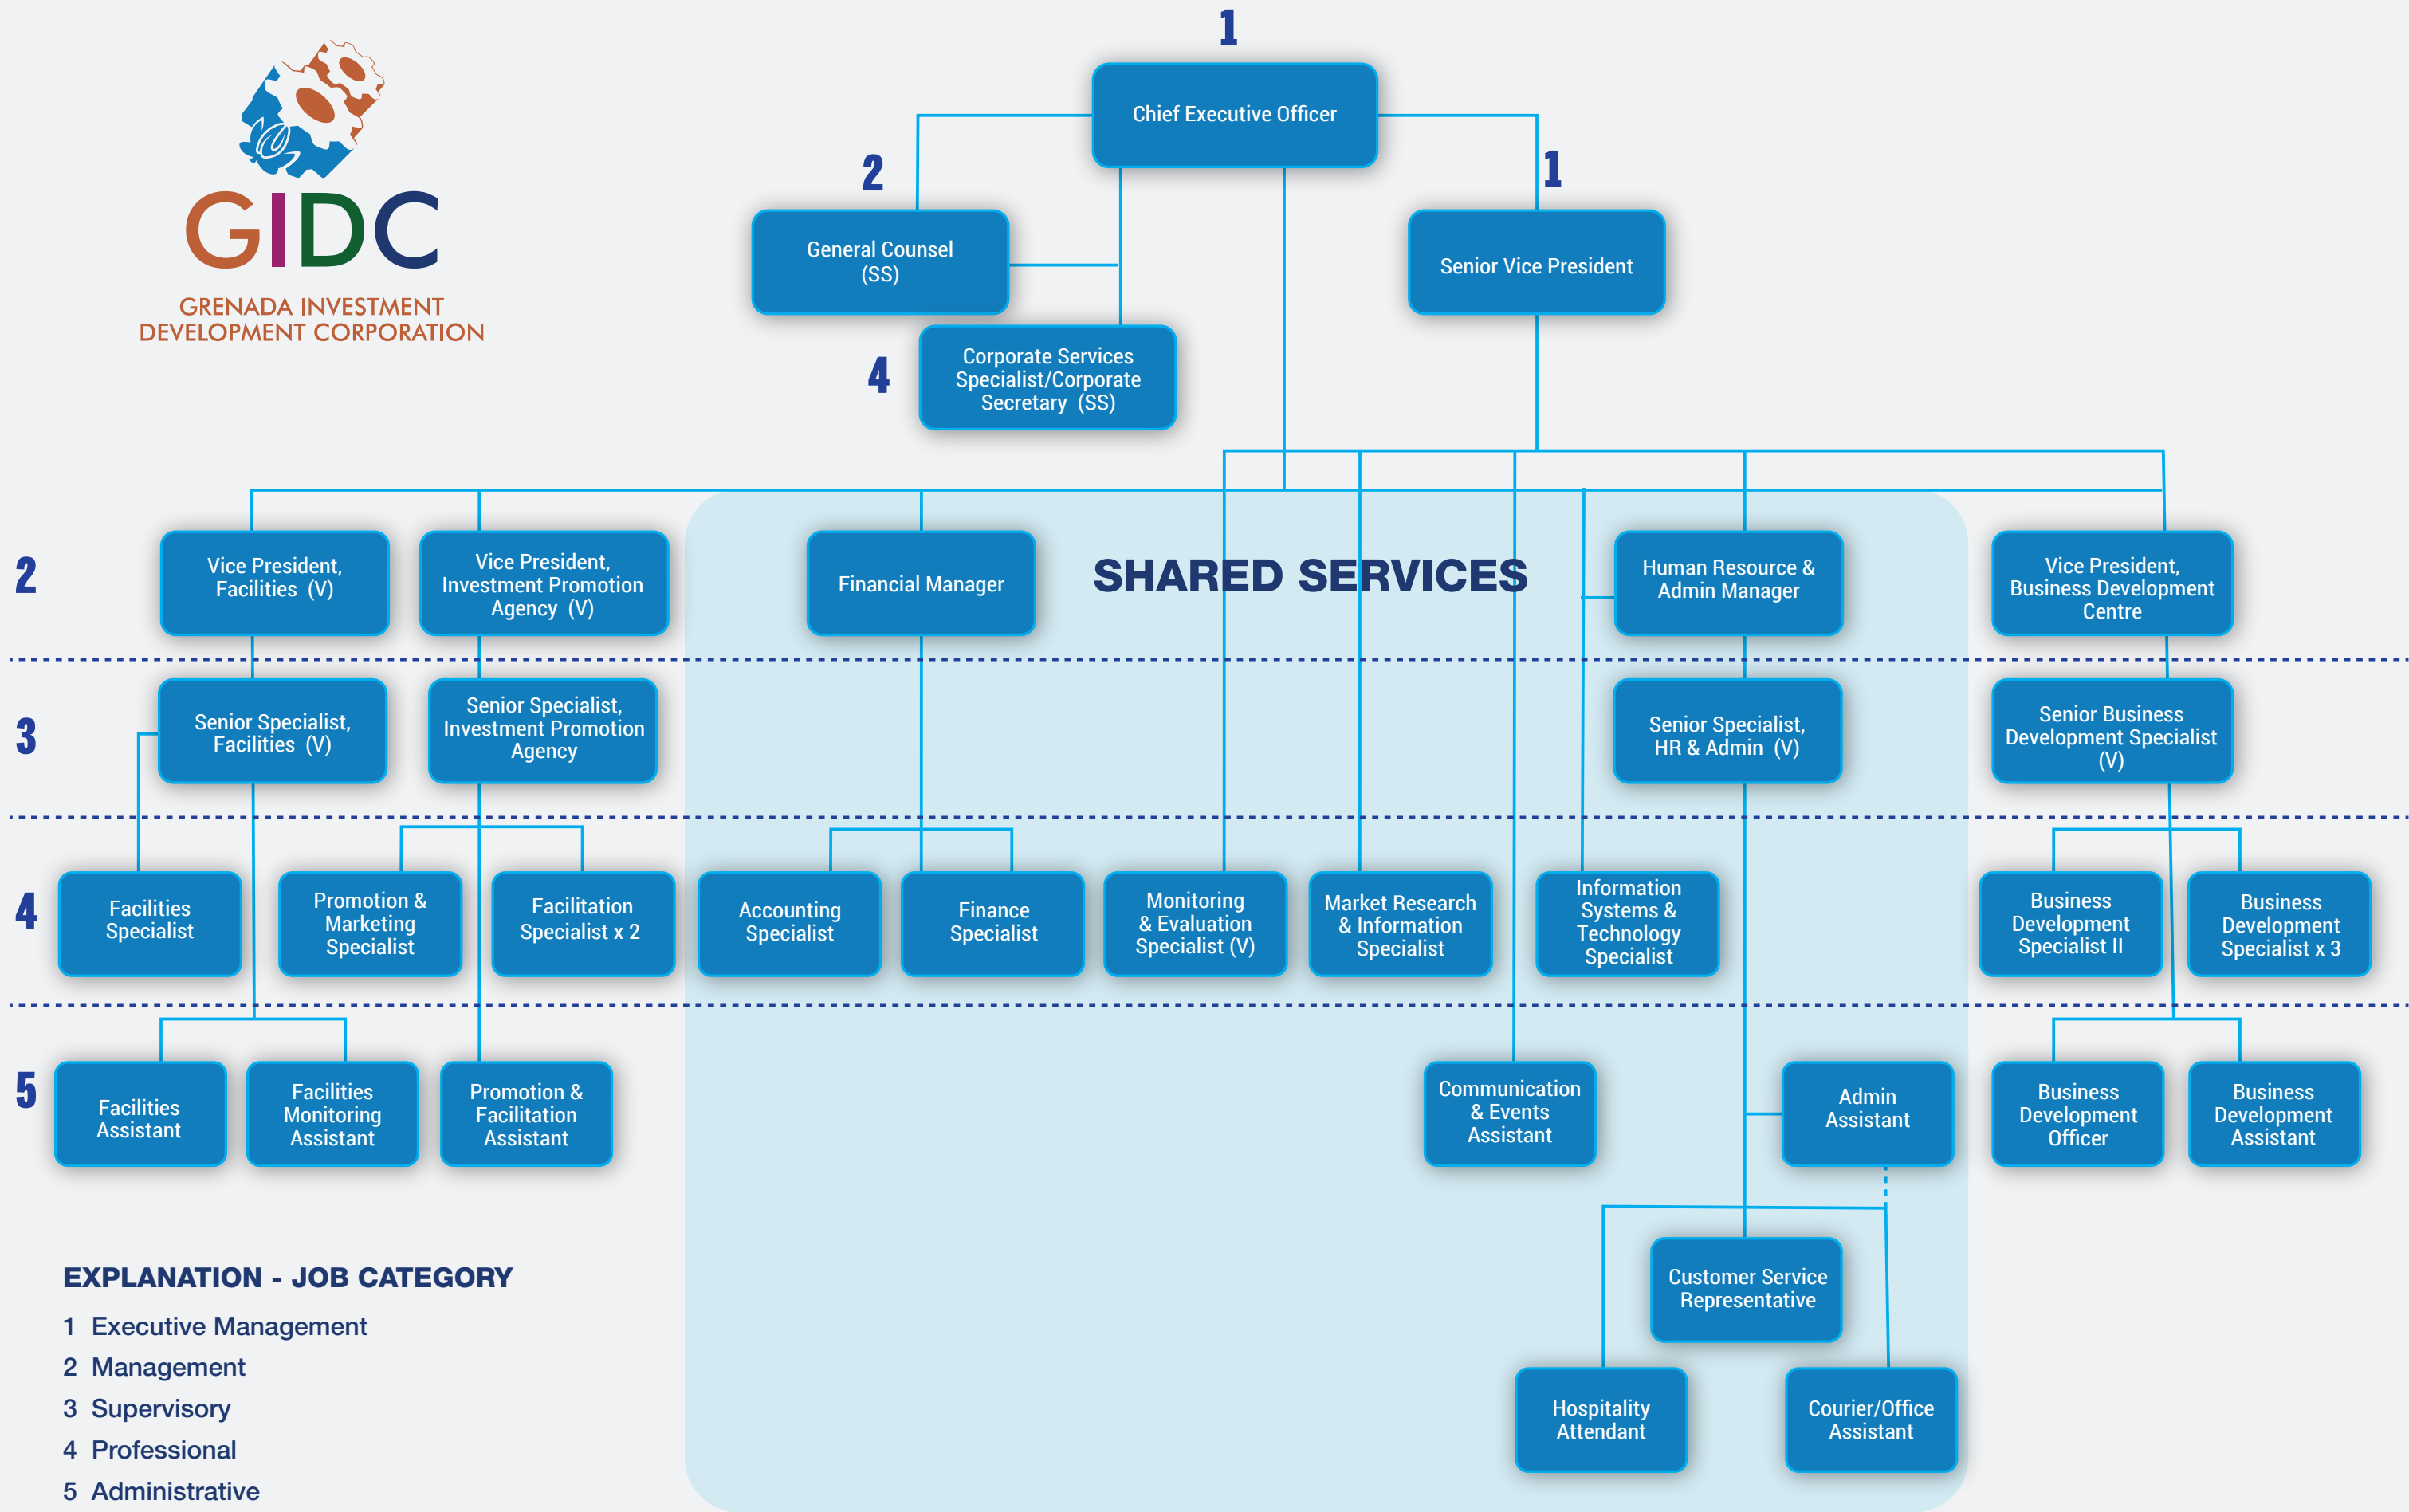 1
Chief Executive Officer
GIDC
GRENADA INVESTMENT
DEVELOPMENT CORPORATION
2
1
General Counsel
(SS)
Senior Vice President
4
Corporate Services
Specialist/Corporate
Secretary (SS)
2
Vice President,
Facilities (V)
Vice President,
Investment Promotion
Agency (V)
Financial Manager
SHARED SERVICES
Human Resource &
Admin Manager
Vice President,
Business Development
Centre
3
Senior Specialist,
Facilities (V)
Senior Specialist,
Investment Promotion
Agency
Senior Specialist,
HR & Admin (V)
Senior Business
Development Specialist
(V)
4
Facilities
Specialist
Promotion &
Marketing
Specialist
Facilitation
Specialist x 2
Accounting
Specialist
Finance
Specialist
Monitoring
& Evaluation
Specialist (V)
Market Research
& Information
Specialist
Information
Systems &
Technology
Specialist
Business
Development
Specialist II
Business
Development
Specialist x 3
5
Facilities
Assistant
Facilities
Monitoring
Assistant
Promotion &
Facilitation
Assistant
Communication
& Events
Assistant
Admin
Assistant
Business
Development
Officer
Business
Development
Assistant
Customer Service
Representative
Hospitality
Attendant
Courier/Office
Assistant
EXPLANATION - JOB CATEGORY
1 Executive Management
2 Management
3 Supervisory
4 Professional
5 Administrative